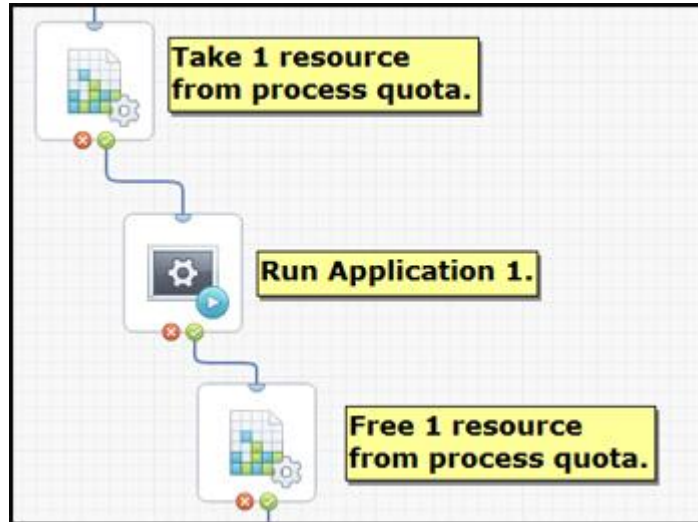 Take 1 resource
from process quota.
Run Application 1.
Free 1 resource
from process quota.